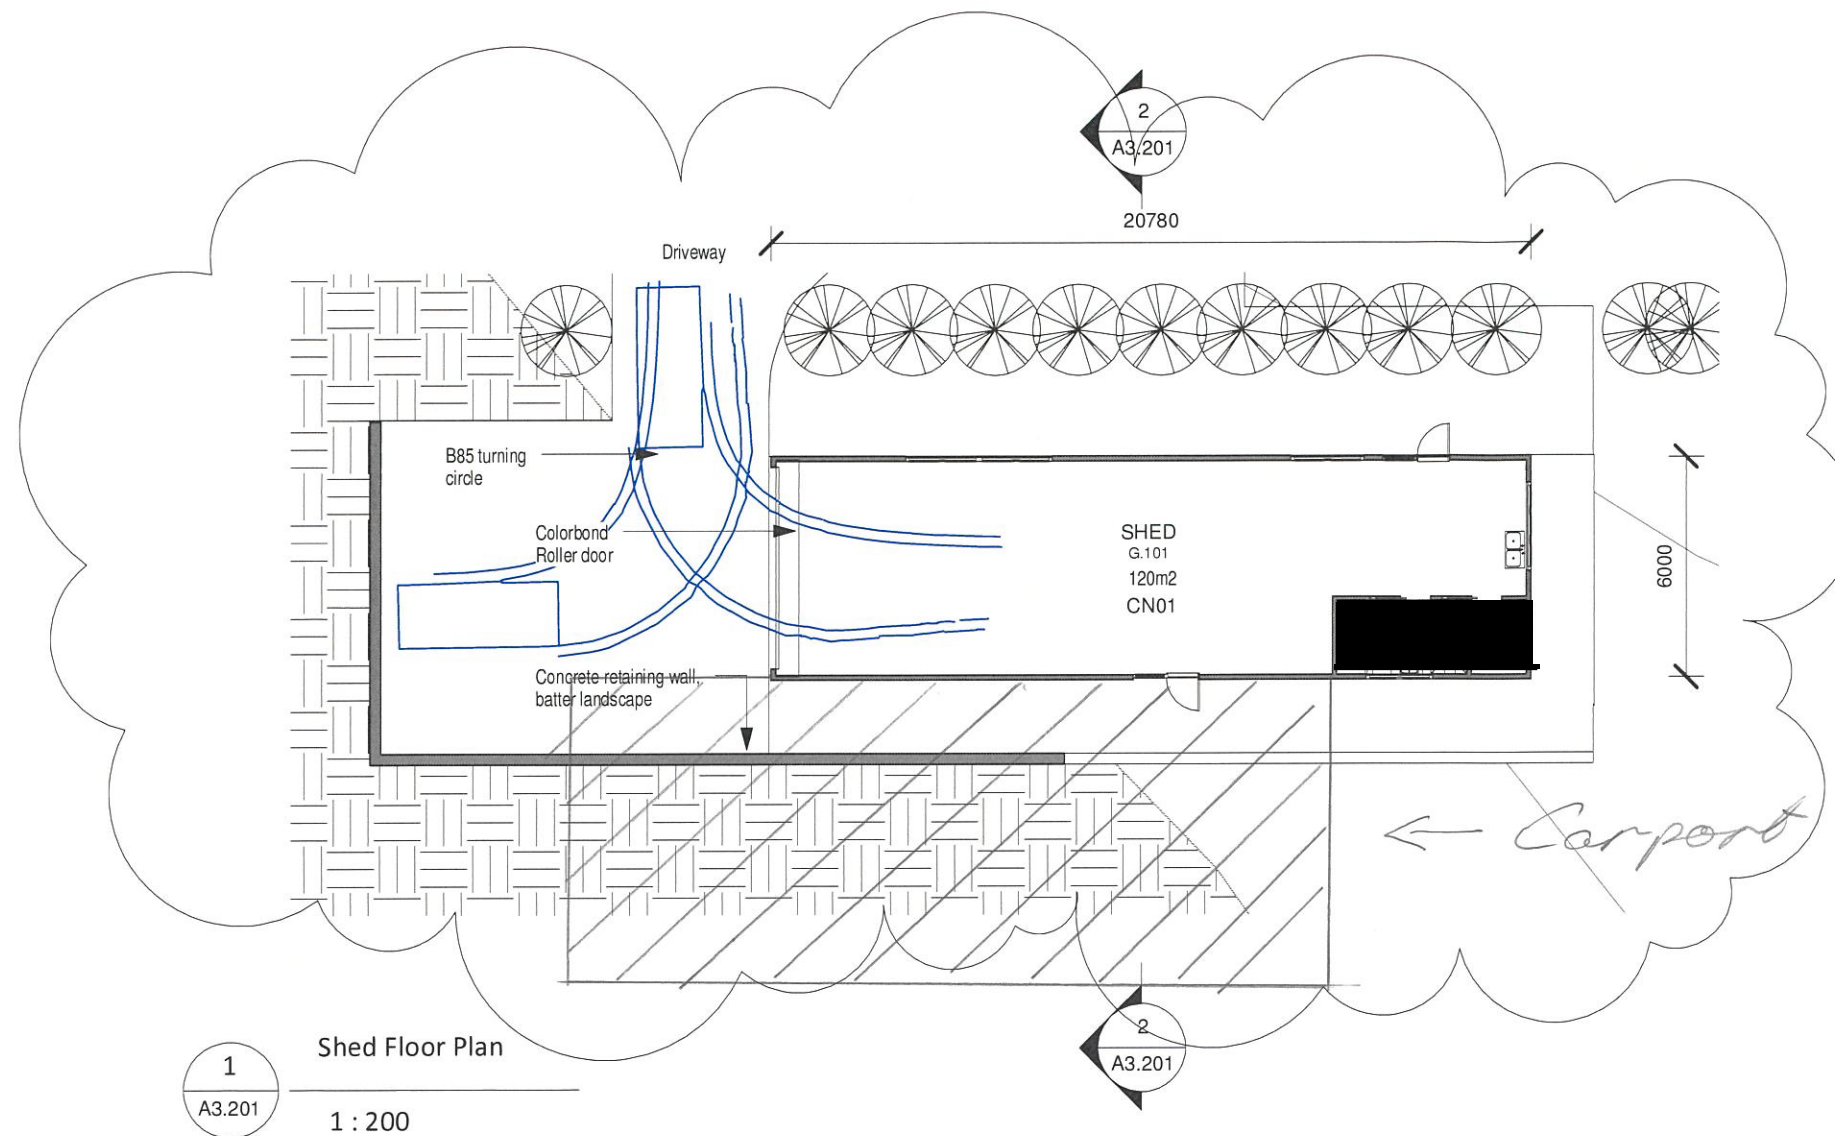 2
A3.201
20780
Driveway
B85 turning
circle
Colorbond
Roller door
SHED
G.101
120m2
CN01
6000
Concrete retaining wall,
batter landscape
← Carport
2
A3.201
1
A3.201
Shed Floor Plan
1 : 200